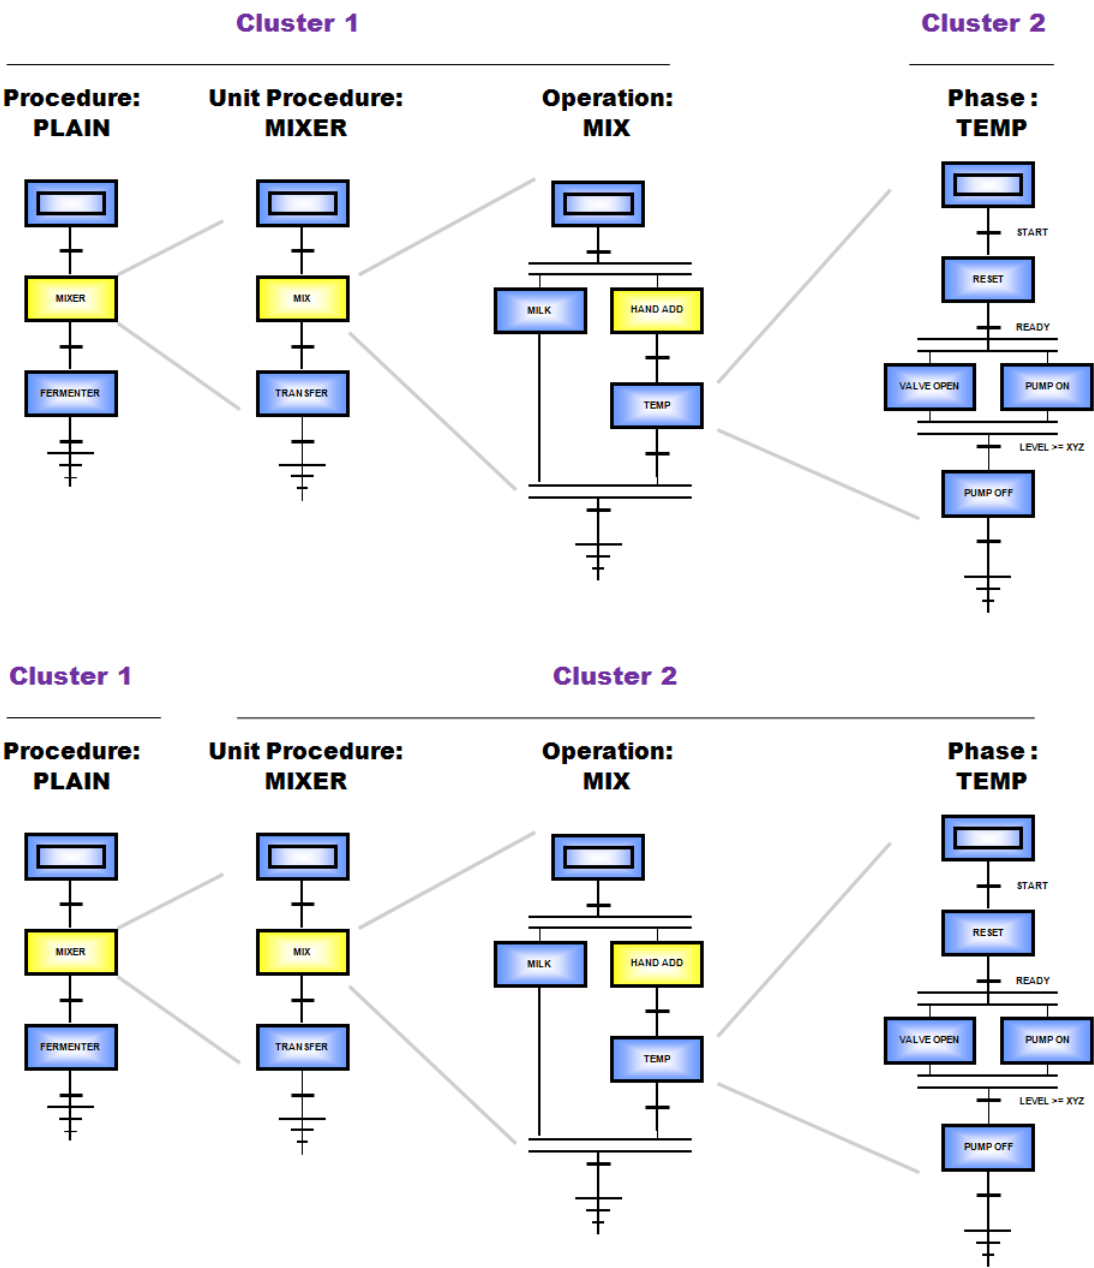 Cluster 1
Cluster 2
Procedure:
PLAIN
Unit Procedure:
MIXER
Operation:
MIX
Phase :
TEMP
START
MIXER
MIX
MILK
HAND ADD
RESET
READY
FERMENTER
TRANSFER
TEMP
VALVE OPEN
PUMP ON
LEVEL >= XYZ
PUMP OFF
Cluster 1
Cluster 2
Procedure:
PLAIN
Unit Procedure:
MIXER
Operation:
MIX
Phase :
TEMP
START
MIXER
MIX
MILK
HAND ADD
RESET
READY
FERMENTER
TRANSFER
TEMP
VALVE OPEN
PUMP ON
LEVEL >= XYZ
PUMP OFF